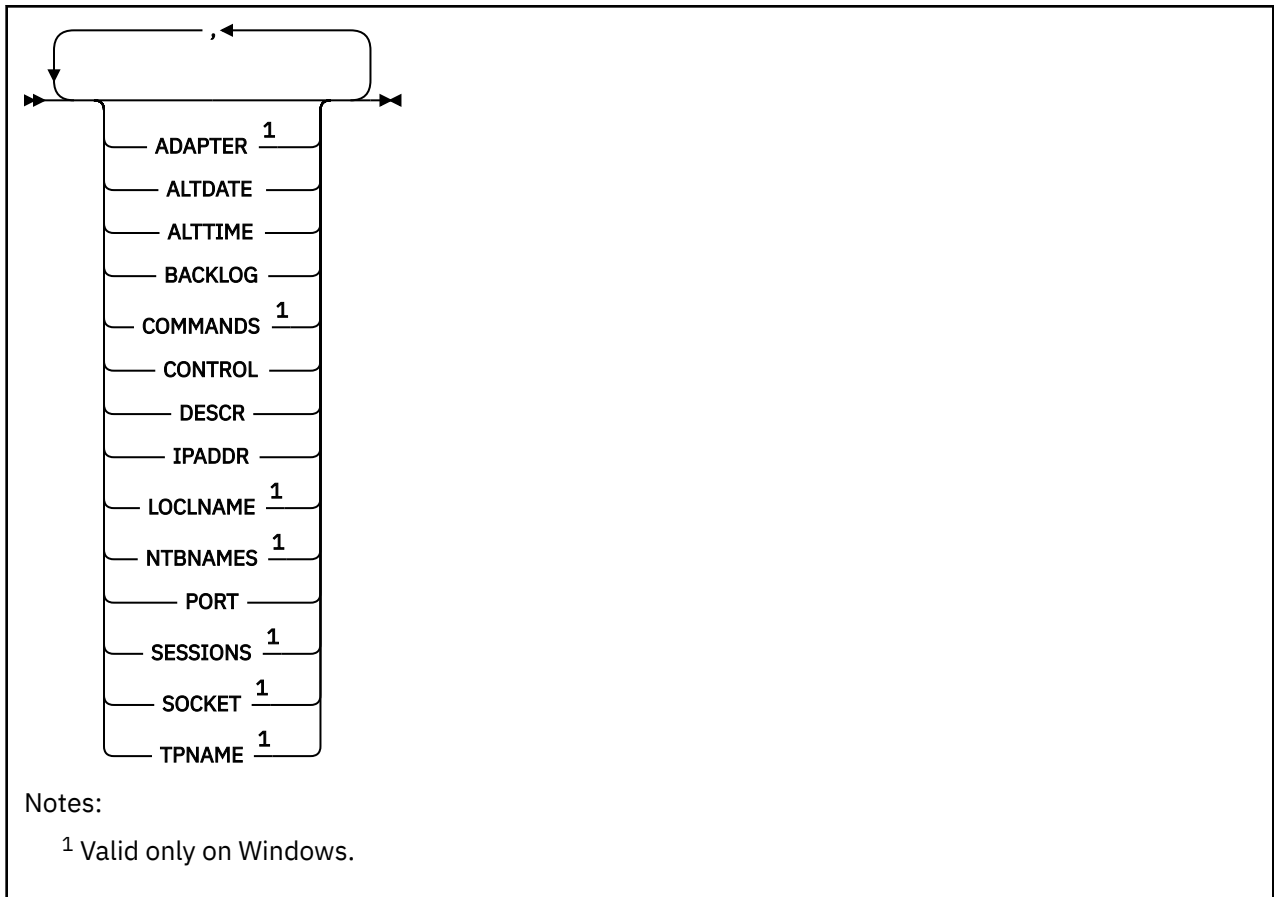 ,
ADAPTER 1
ALTDATE
ALTTIME
BACKLOG
COMMANDS 1
CONTROL
DESCR
IPADDR
LOCLNAME 1
NTBNAMES 1
PORT
SESSIONS 1
SOCKET 1
TPNAME 1
Notes:
1 Valid only on Windows.